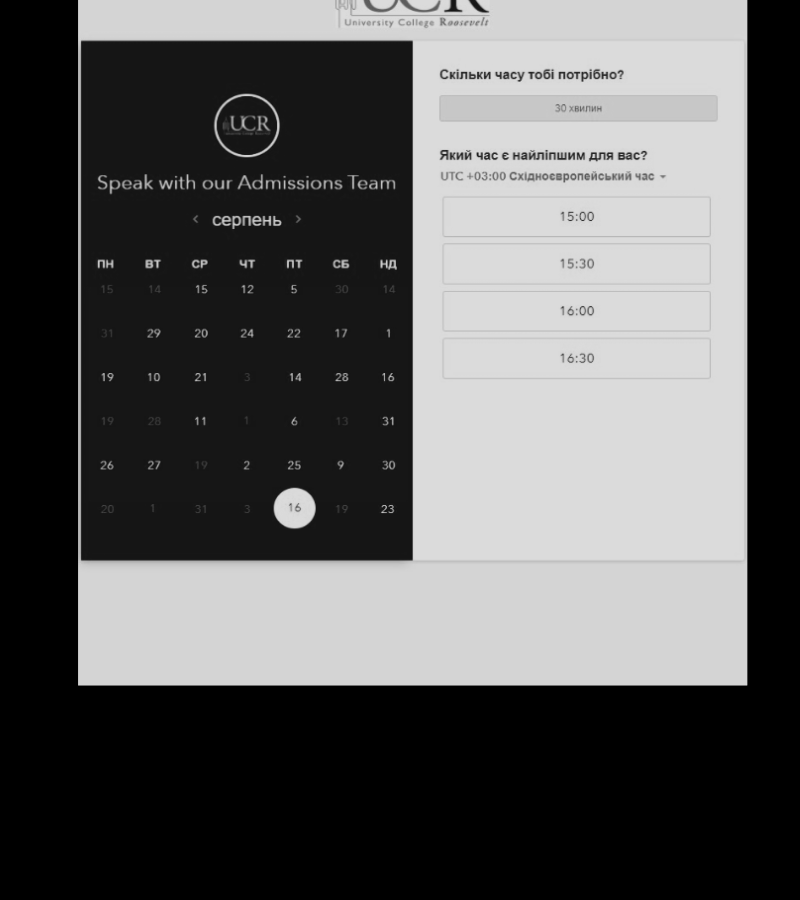 UCR
University College Roosevelt
UCR
Speak with our Admissions Team
‹ серпень ›
ПН ВТ СР ЧТ ПТ СБ НД
15 14 15 12 5 30 14
31 29 20 24 22 17 1
19 10 21 3 14 28 16
19 28 11 1 6 13 31
26 27 19 2 25 9 30
20 1 31 3 16 19 23
Скільки часу тобі потрібно?
30 хвилин
Який час є найліпшим для вас?
UTC +03:00 Східноєвропейський час
15:00
15:30
16:00
16:30